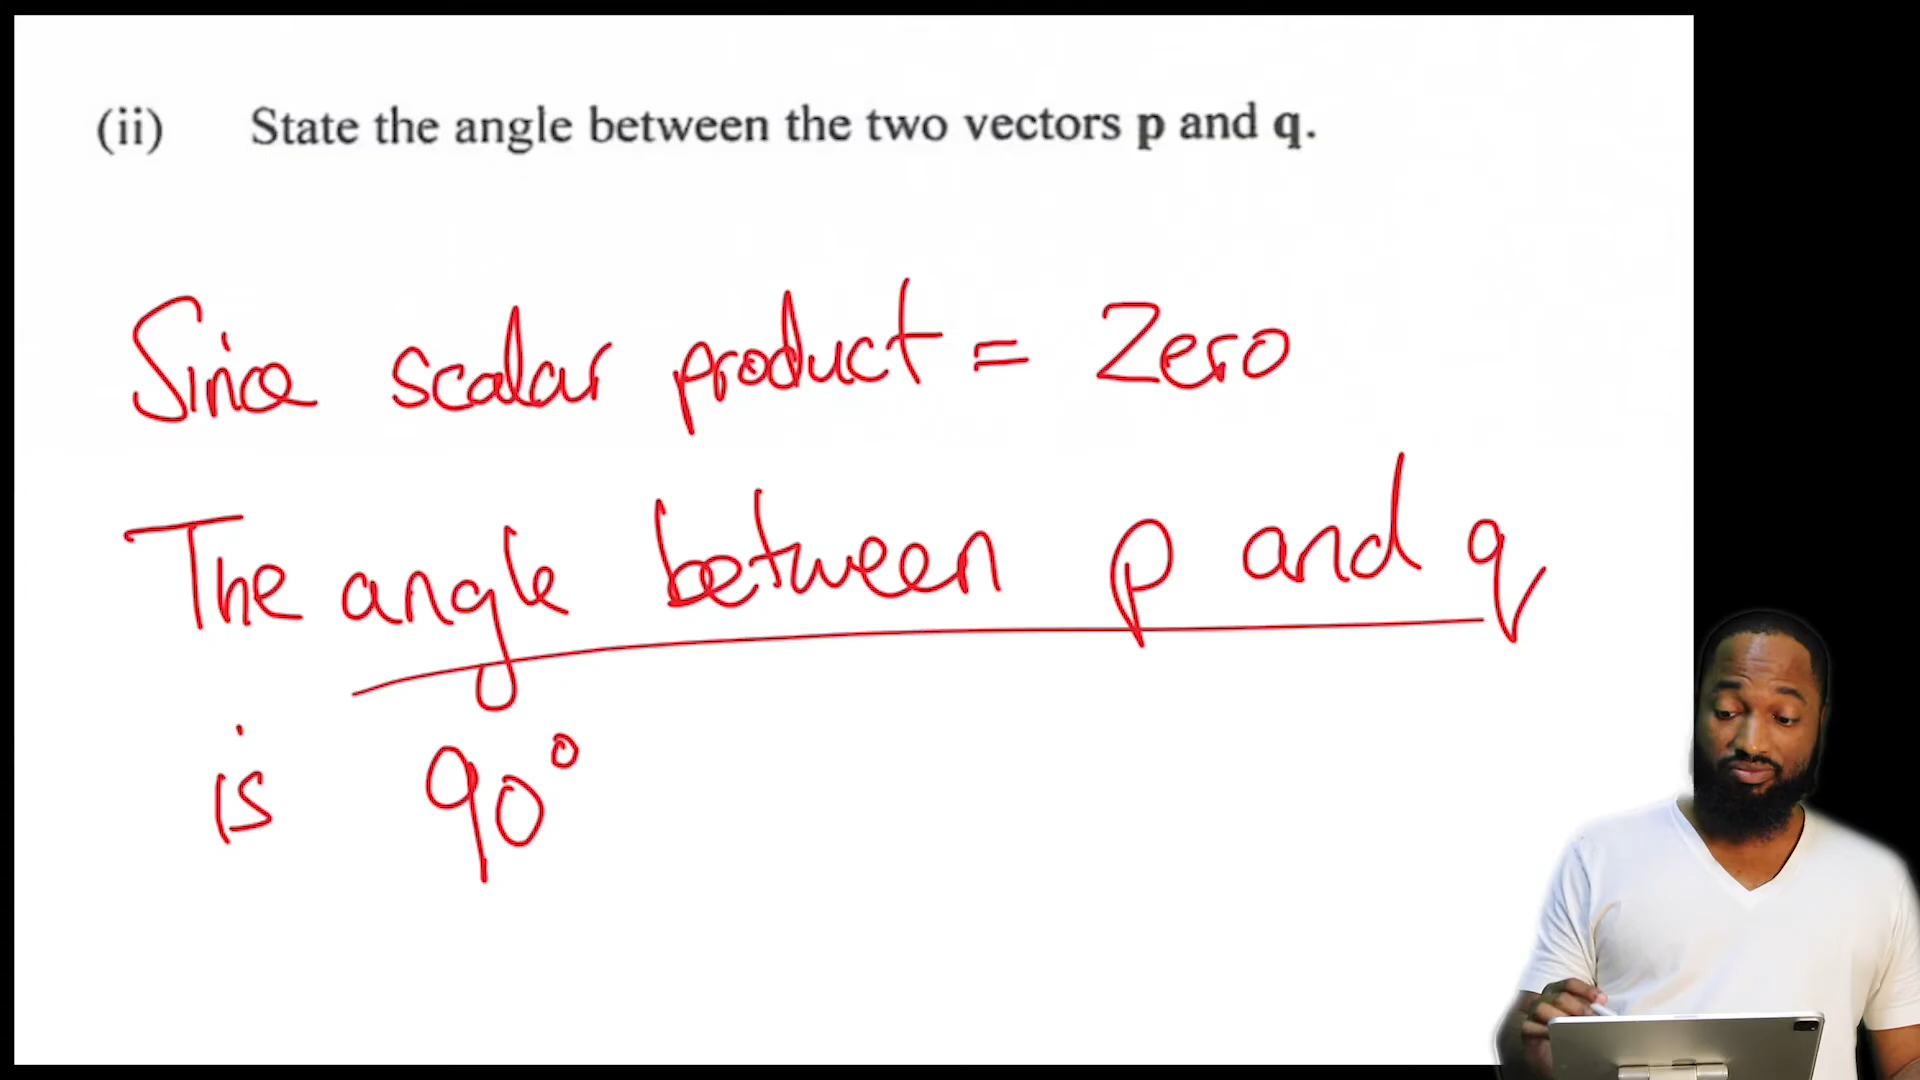 (ii) State the angle between the two vectors p and q.
Since scalar product = Zero
The angle between p and q
is 90°